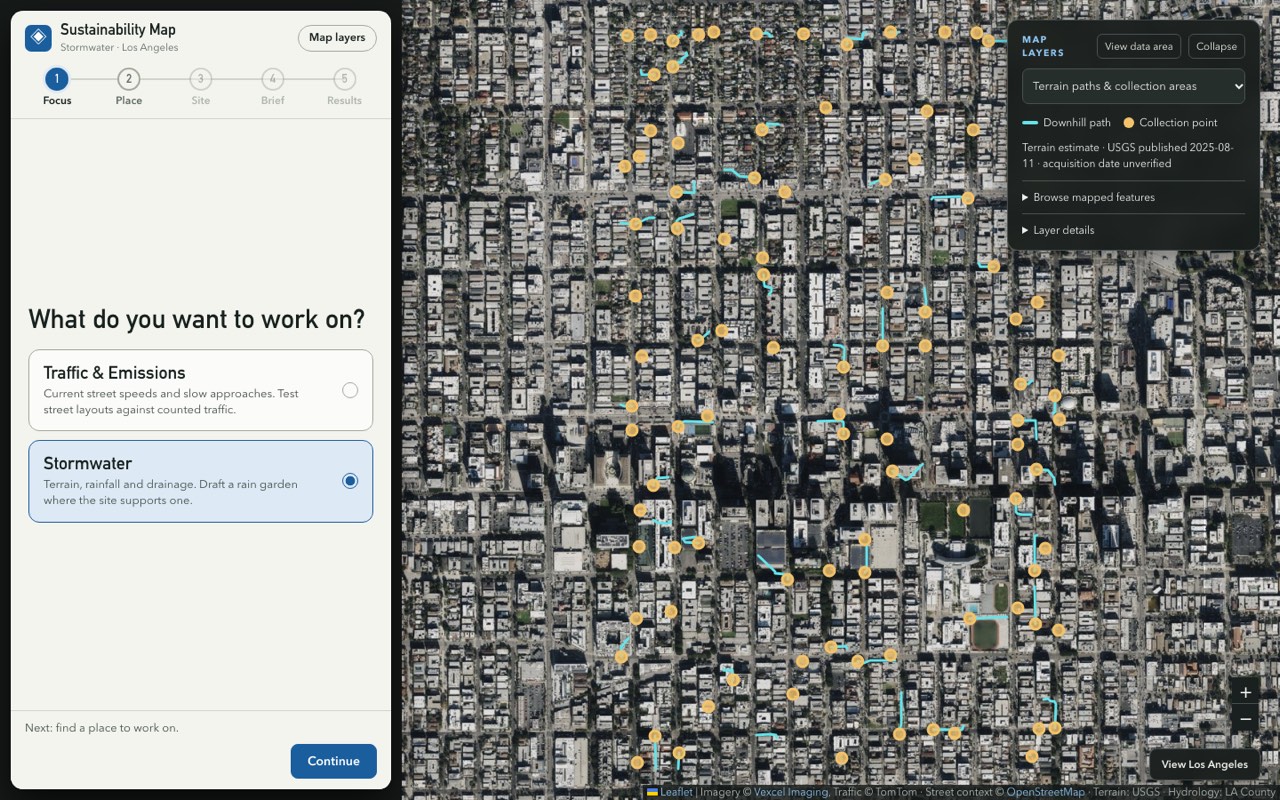 Sustainability Map
Stormwater · Los Angeles
Map layers
1
2
3
4
5
Focus
Place
Site
Brief
Results
What do you want to work on?
Traffic & Emissions
Current street speeds and slow approaches. Test
street layouts against counted traffic.
Stormwater
Terrain, rainfall and drainage. Draft a rain garden
where the site supports one.
Next: find a place to work on.
Continue
MAP
LAYERS
View data area
Collapse
Terrain paths & collection areas
Downhill path
Collection point
Terrain estimate · USGS published 2025-08-
11 · acquisition date unverified
Browse mapped features
Layer details
+
−
View Los Angeles
Leaflet | Imagery © Vexcel Imaging, Traffic © TomTom · Street context © OpenStreetMap · Terrain: USGS · Hydrology: LA County